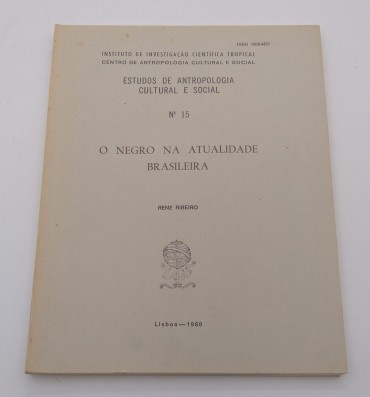 INSTITUTO DE INVESTIGAÇÃO CIENTÍFICA TROPICAL
CENTRO DE ANTROPOLOGIA CULTURAL E SOCIAL
ESTUDOS DE ANTROPOLOGIA
CULTURAL E SOCIAL
Nº 15
O NEGRO NA ATUALIDADE
BRASILEIRA
RENE RIBEIRO
Lisboa — 1988